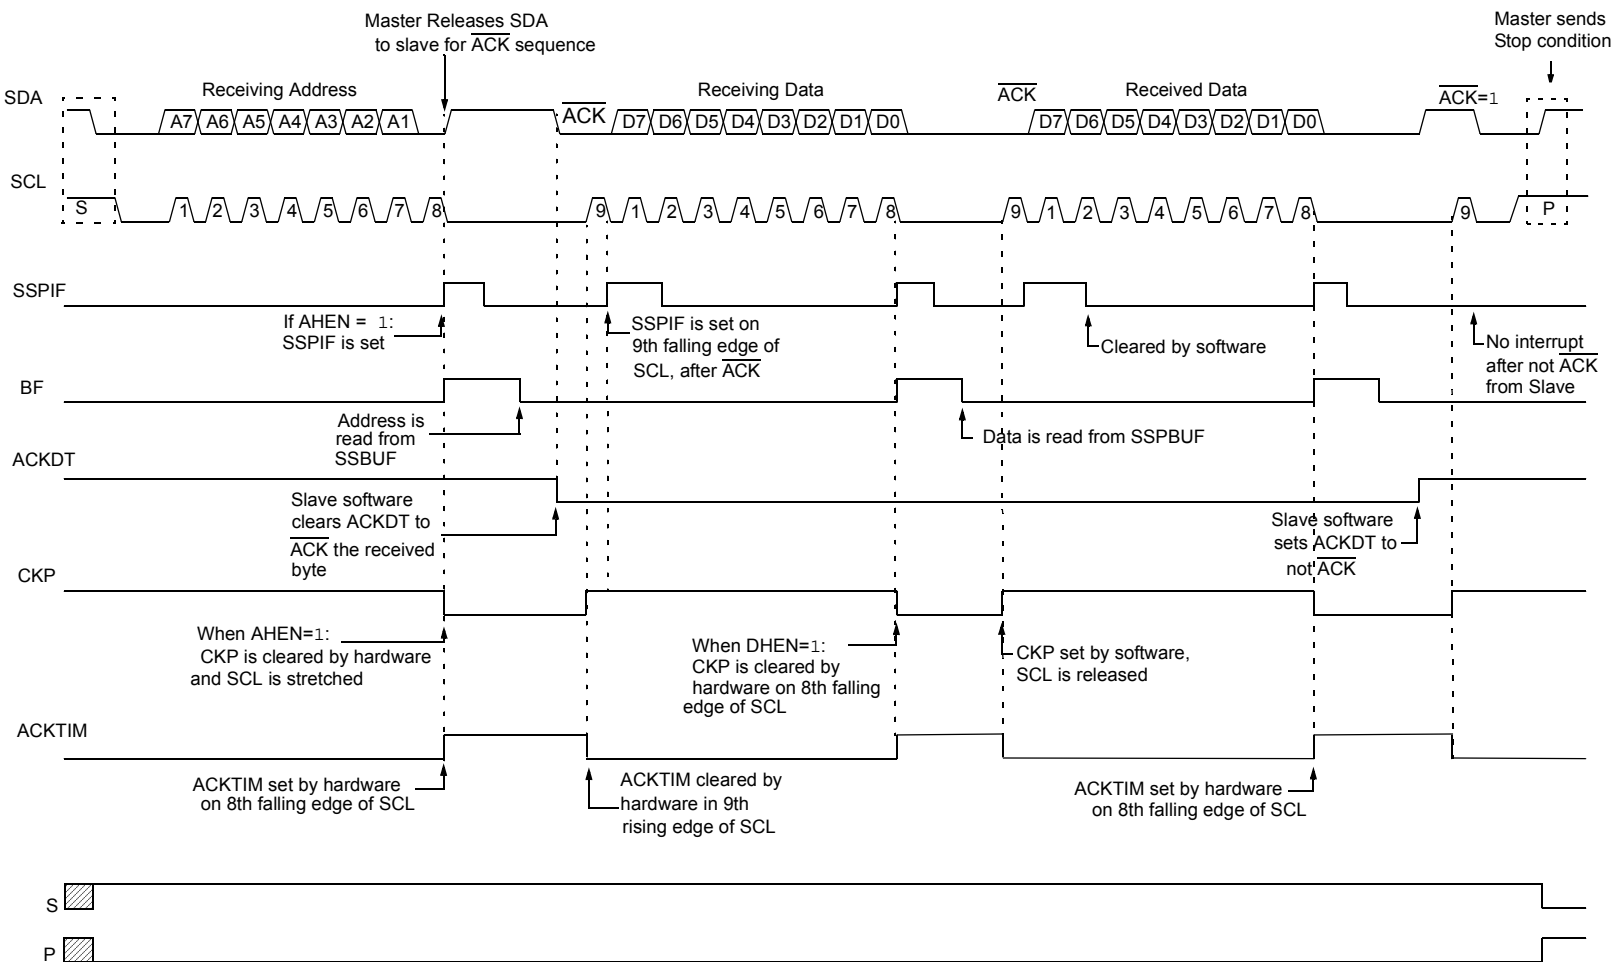 Master Releases SDA
to slave for ACK sequence
Master sends
Stop condition
SDA
Receiving Address
ACK
Receiving Data
ACK
Received Data
ACK=1
A7 A6 A5 A4 A3 A2 A1
D7 D6 D5 D4 D3 D2 D1 D0
D7 D6 D5 D4 D3 D2 D1 D0
SCL
S
1 2 3 4 5 6 7 8
9 1 2 3 4 5 6 7 8
9 1 2 3 4 5 6 7 8
9
P
SSPIF
If AHEN = 1:
SSPIF is set
SSPIF is set on
9th falling edge of
SCL, after ACK
Cleared by software
No interrupt
after not ACK
from Slave
BF
Address is
read from
SSBUF
Data is read from SSPBUF
ACKDT
Slave software
clears ACKDT to
ACK the received
byte
Slave software
sets ACKDT to
not ACK
CKP
When AHEN=1:
CKP is cleared by hardware
and SCL is stretched
When DHEN=1:
CKP is cleared by
hardware on 8th falling
edge of SCL
CKP set by software,
SCL is released
ACKTIM
ACKTIM set by hardware
on 8th falling edge of SCL
ACKTIM cleared by
hardware in 9th
rising edge of SCL
ACKTIM set by hardware
on 8th falling edge of SCL
S
P